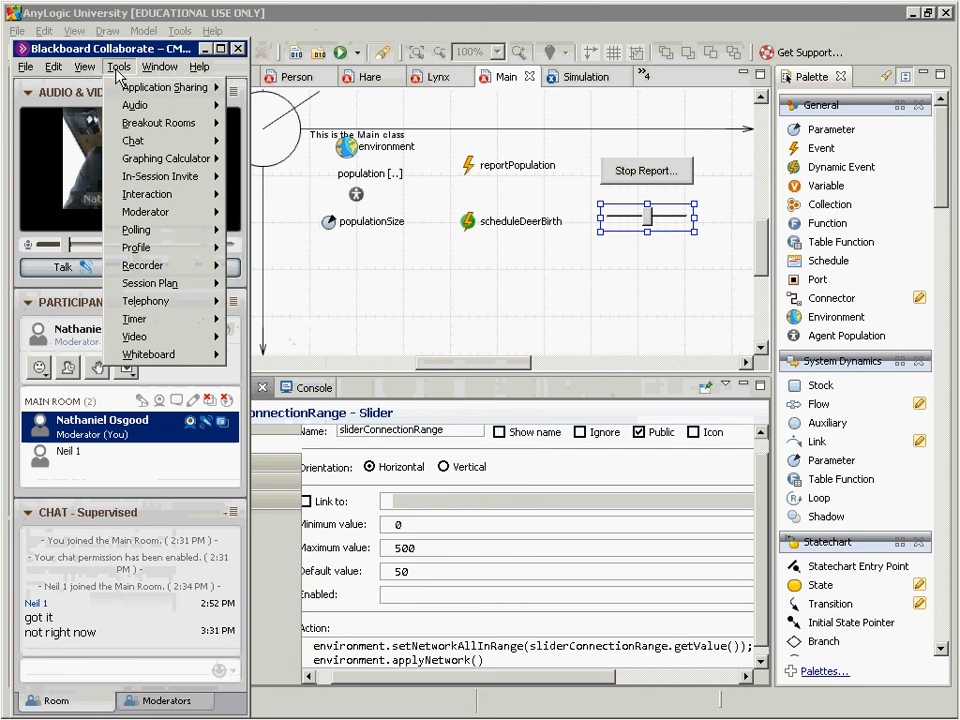 AnyLogic University [EDUCATIONAL USE ONLY]
File Edit View Draw Model Tools Help
Blackboard Collaborate – CM...
File Edit View Tools Window Help
100%
Get Support...
AUDIO & VID
Application Sharing
Audio
Breakout Rooms
Chat
Graphing Calculator
In-Session Invite
Interaction
Moderator
Polling
Profile
Recorder
Session Plan
Telephony
Timer
Video
Whiteboard
Nat
Talk
PARTICIPAN
Nathanie
Moderator
MAIN ROOM (2)
Nathaniel Osgood
Moderator (You)
Neil 1
CHAT - Supervised
- You joined the Main Room. ( 2:31 PM ) -
- Your chat permission has been enabled. ( 2:31
PM ) -
- Neil 1 joined the Main Room. ( 2:34 PM ) -
Neil 1 2:52 PM
got it
not right now 3:31 PM
Room Moderators
Person Hare Lynx Main Simulation »4
This is the Main class
environment
population [..]
populationSize
reportPopulation
scheduleDeerBirth
Stop Report...
Console
onnectionRange - Slider
Name: sliderConnectionRange Show name Ignore Public Icon
Orientation: Horizontal Vertical
Link to:
Minimum value: 0
Maximum value: 500
Default value: 50
Enabled:
Action:
environment.setNetworkAllInRange(sliderConnectionRange.getValue());
environment.applyNetwork()
Palette
General
Parameter
Event
Dynamic Event
Variable
Collection
Function
Table Function
Schedule
Port
Connector
Environment
Agent Population
System Dynamics
Stock
Flow
Auxiliary
Link
Parameter
Table Function
Loop
Shadow
Statechart
Statechart Entry Point
State
Transition
Initial State Pointer
Branch
Palettes...